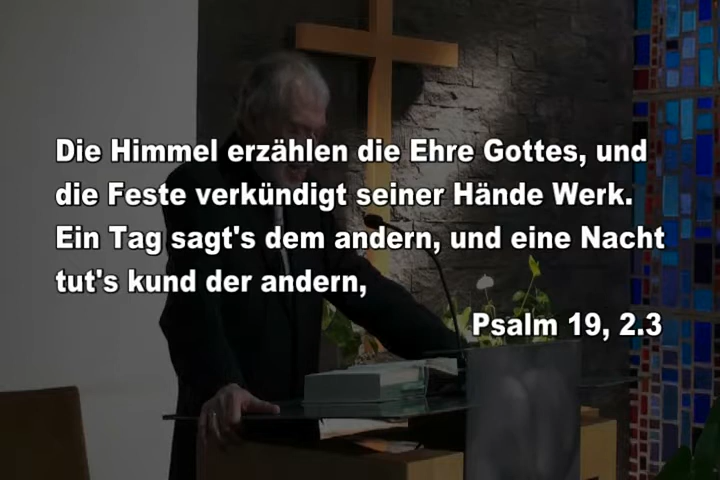 Die Himmel erzählen die Ehre Gottes, und
die Feste verkündigt seiner Hände Werk.
Ein Tag sagt's dem andern, und eine Nacht
tut's kund der andern,
Psalm 19, 2.3